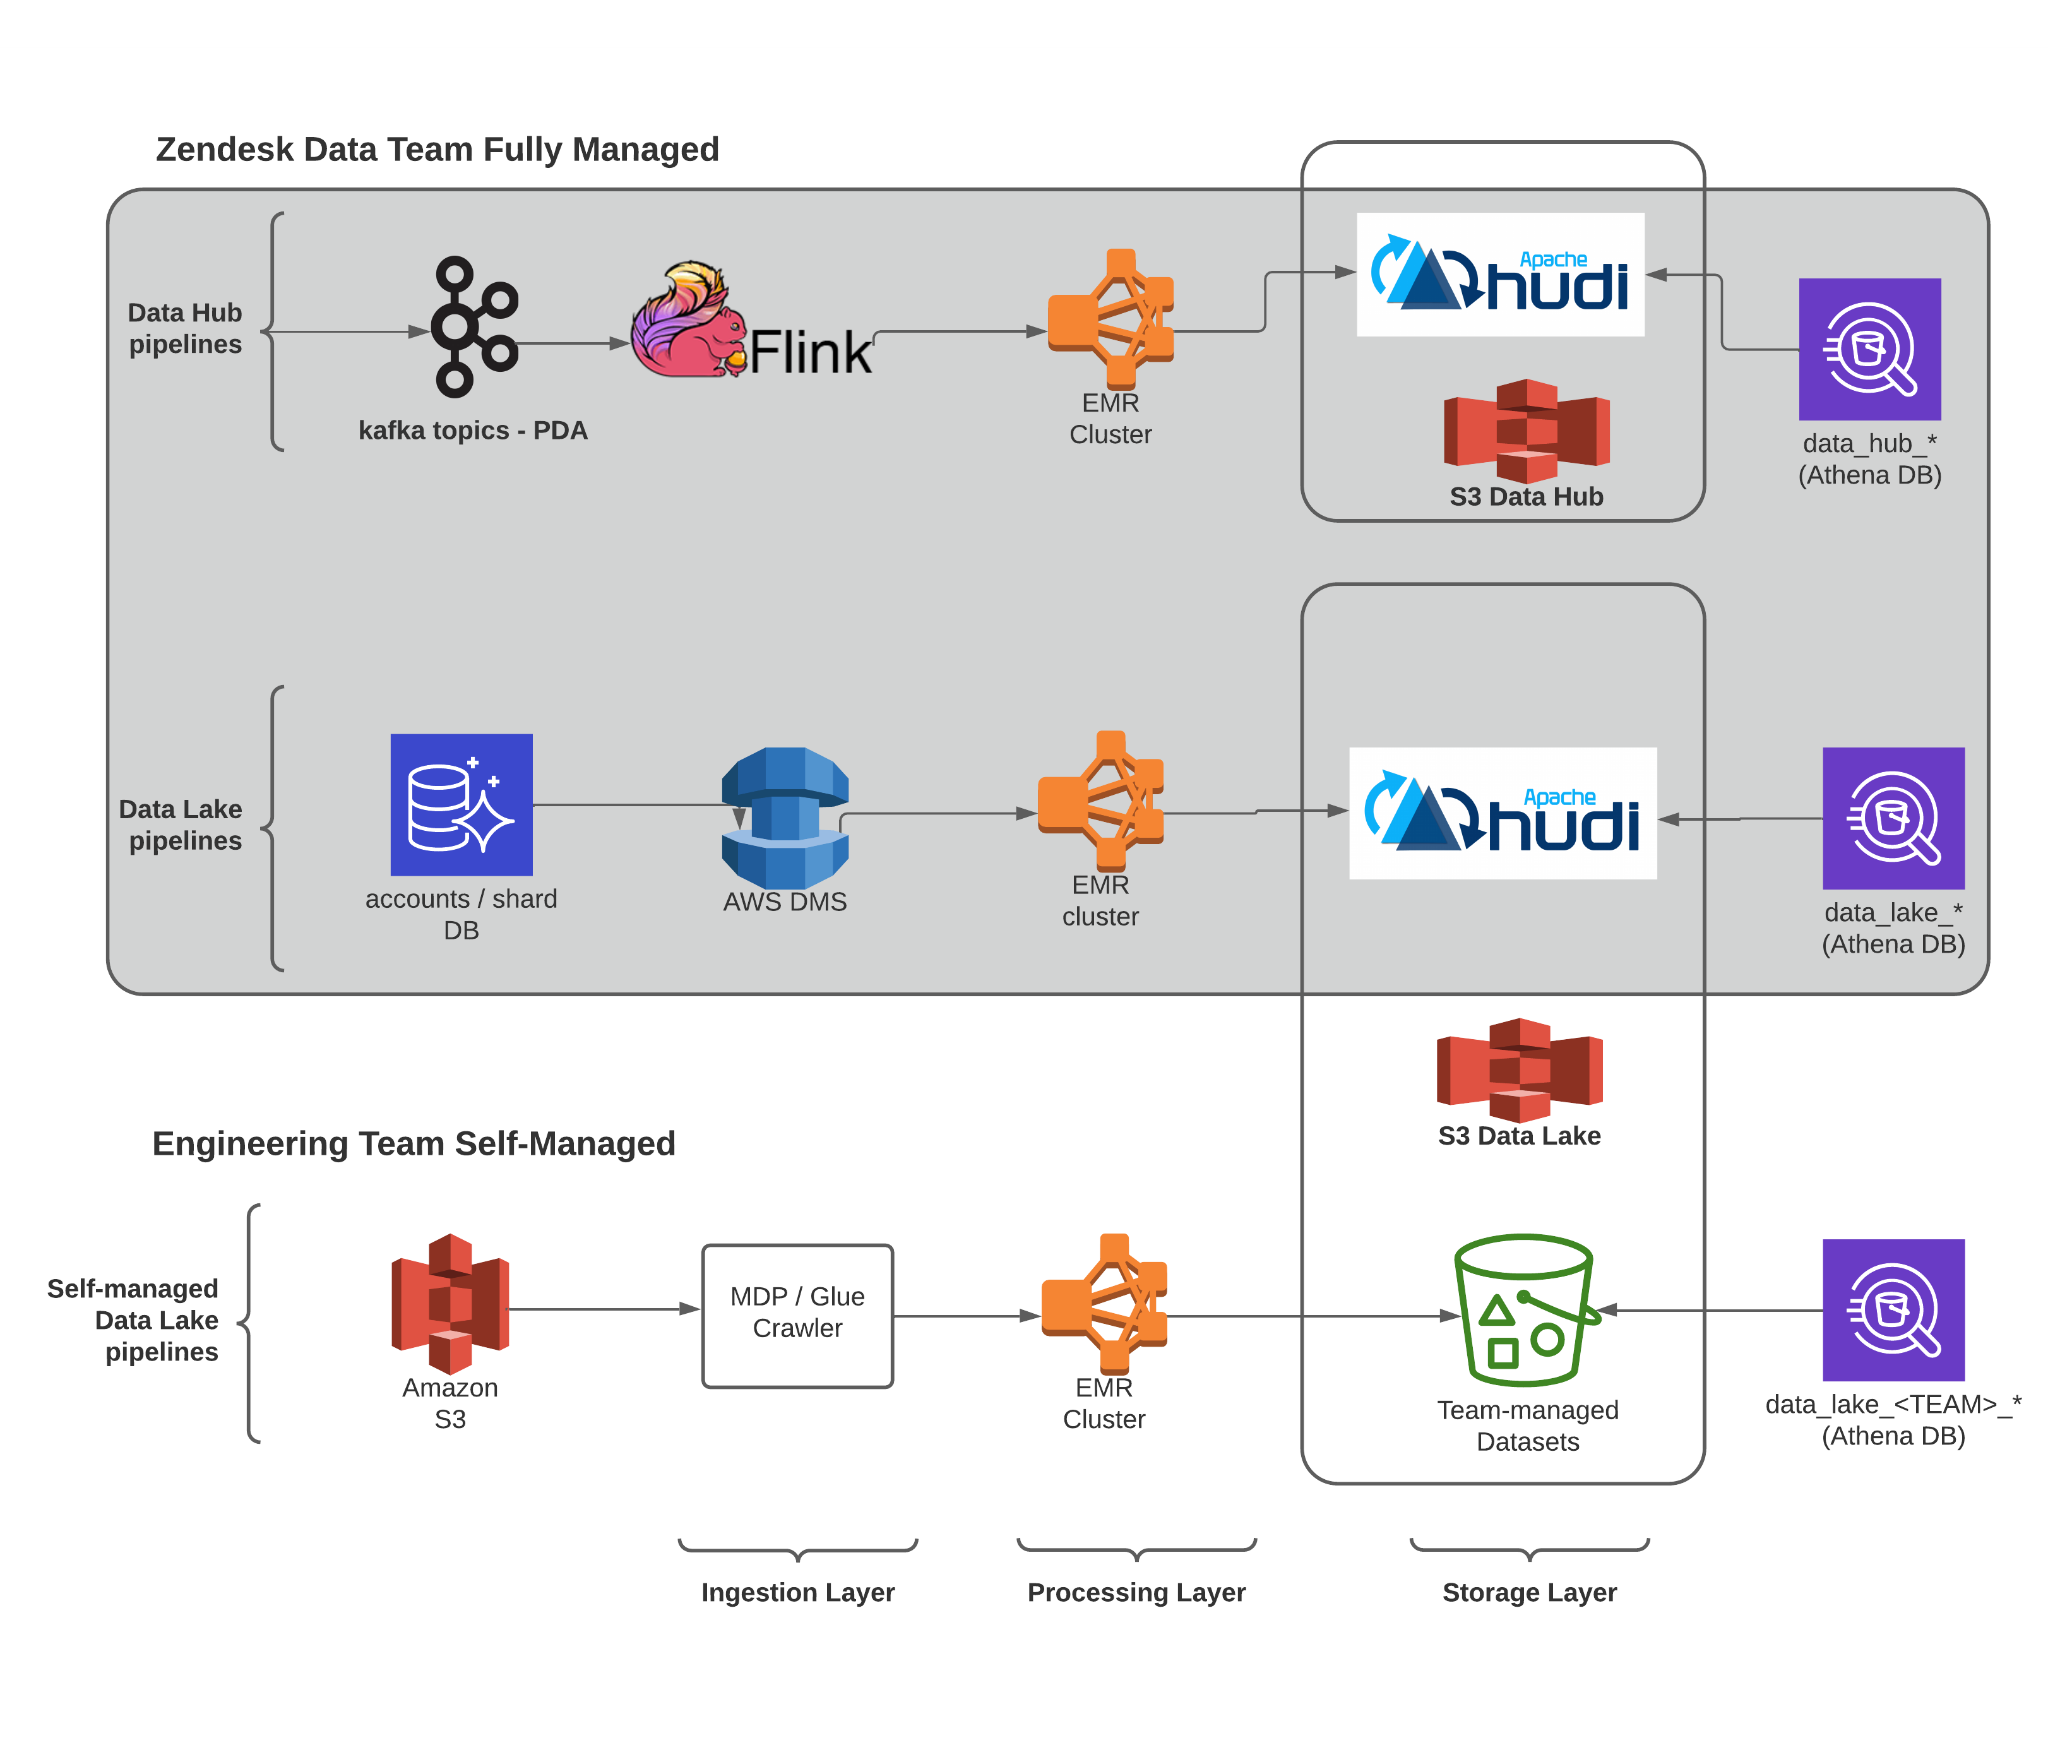 Zendesk Data Team Fully Managed
Data Hub
pipelines
kafka topics - PDA
Flink
EMR
Cluster
Apache
hudi
S3 Data Hub
data_hub_*
(Athena DB)
Data Lake
pipelines
accounts / shard
DB
AWS DMS
EMR
cluster
Apache
hudi
data_lake_*
(Athena DB)
S3 Data Lake
Engineering Team Self-Managed
Self-managed
Data Lake
pipelines
Amazon
S3
MDP / Glue
Crawler
EMR
Cluster
Team-managed
Datasets
data_lake_<TEAM>_*
(Athena DB)
Ingestion Layer
Processing Layer
Storage Layer